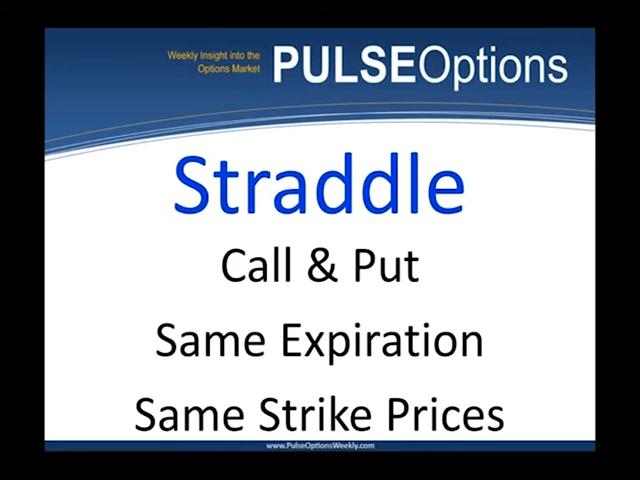 Weekly Insight into the
Options Market
PULSEOptions
Straddle
Call & Put
Same Expiration
Same Strike Prices
www.PulseOptionsWeekly.com